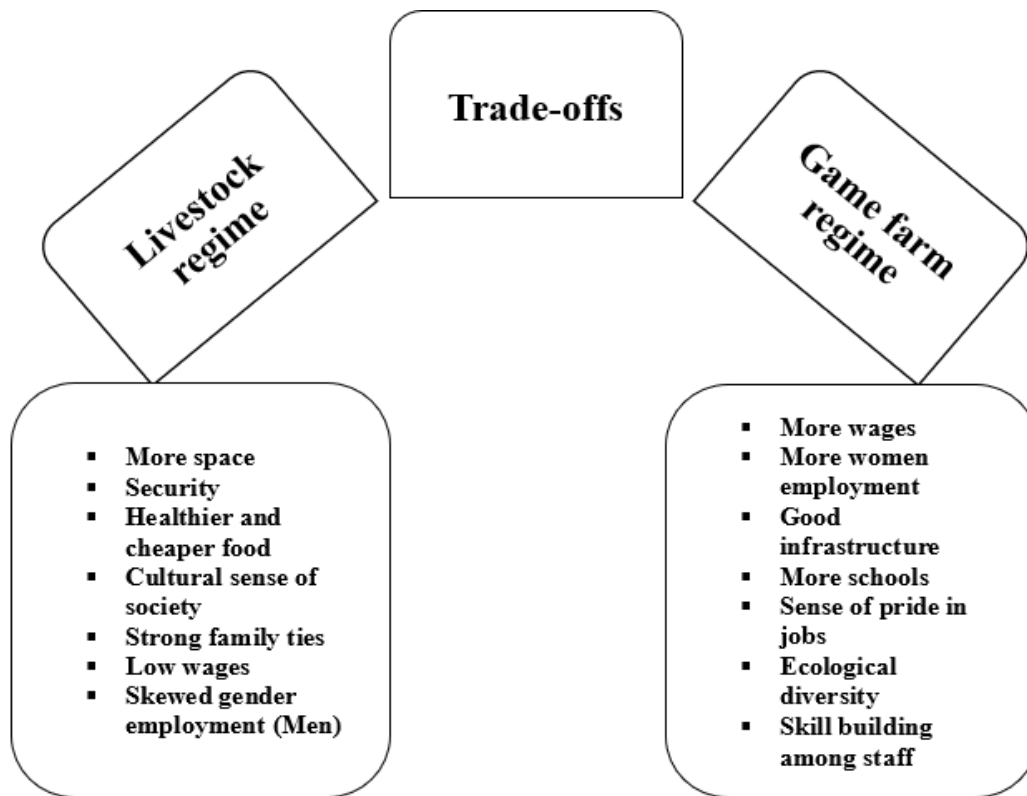 Trade-offs
Livestock
regime
Game farm
regime
▪ More space
▪ Security
▪ Healthier and
cheaper food
▪ Cultural sense of
society
▪ Strong family ties
▪ Low wages
▪ Skewed gender
employment (Men)
▪ More wages
▪ More women
employment
▪ Good
infrastructure
▪ More schools
▪ Sense of pride in
jobs
▪ Ecological
diversity
▪ Skill building
among staff